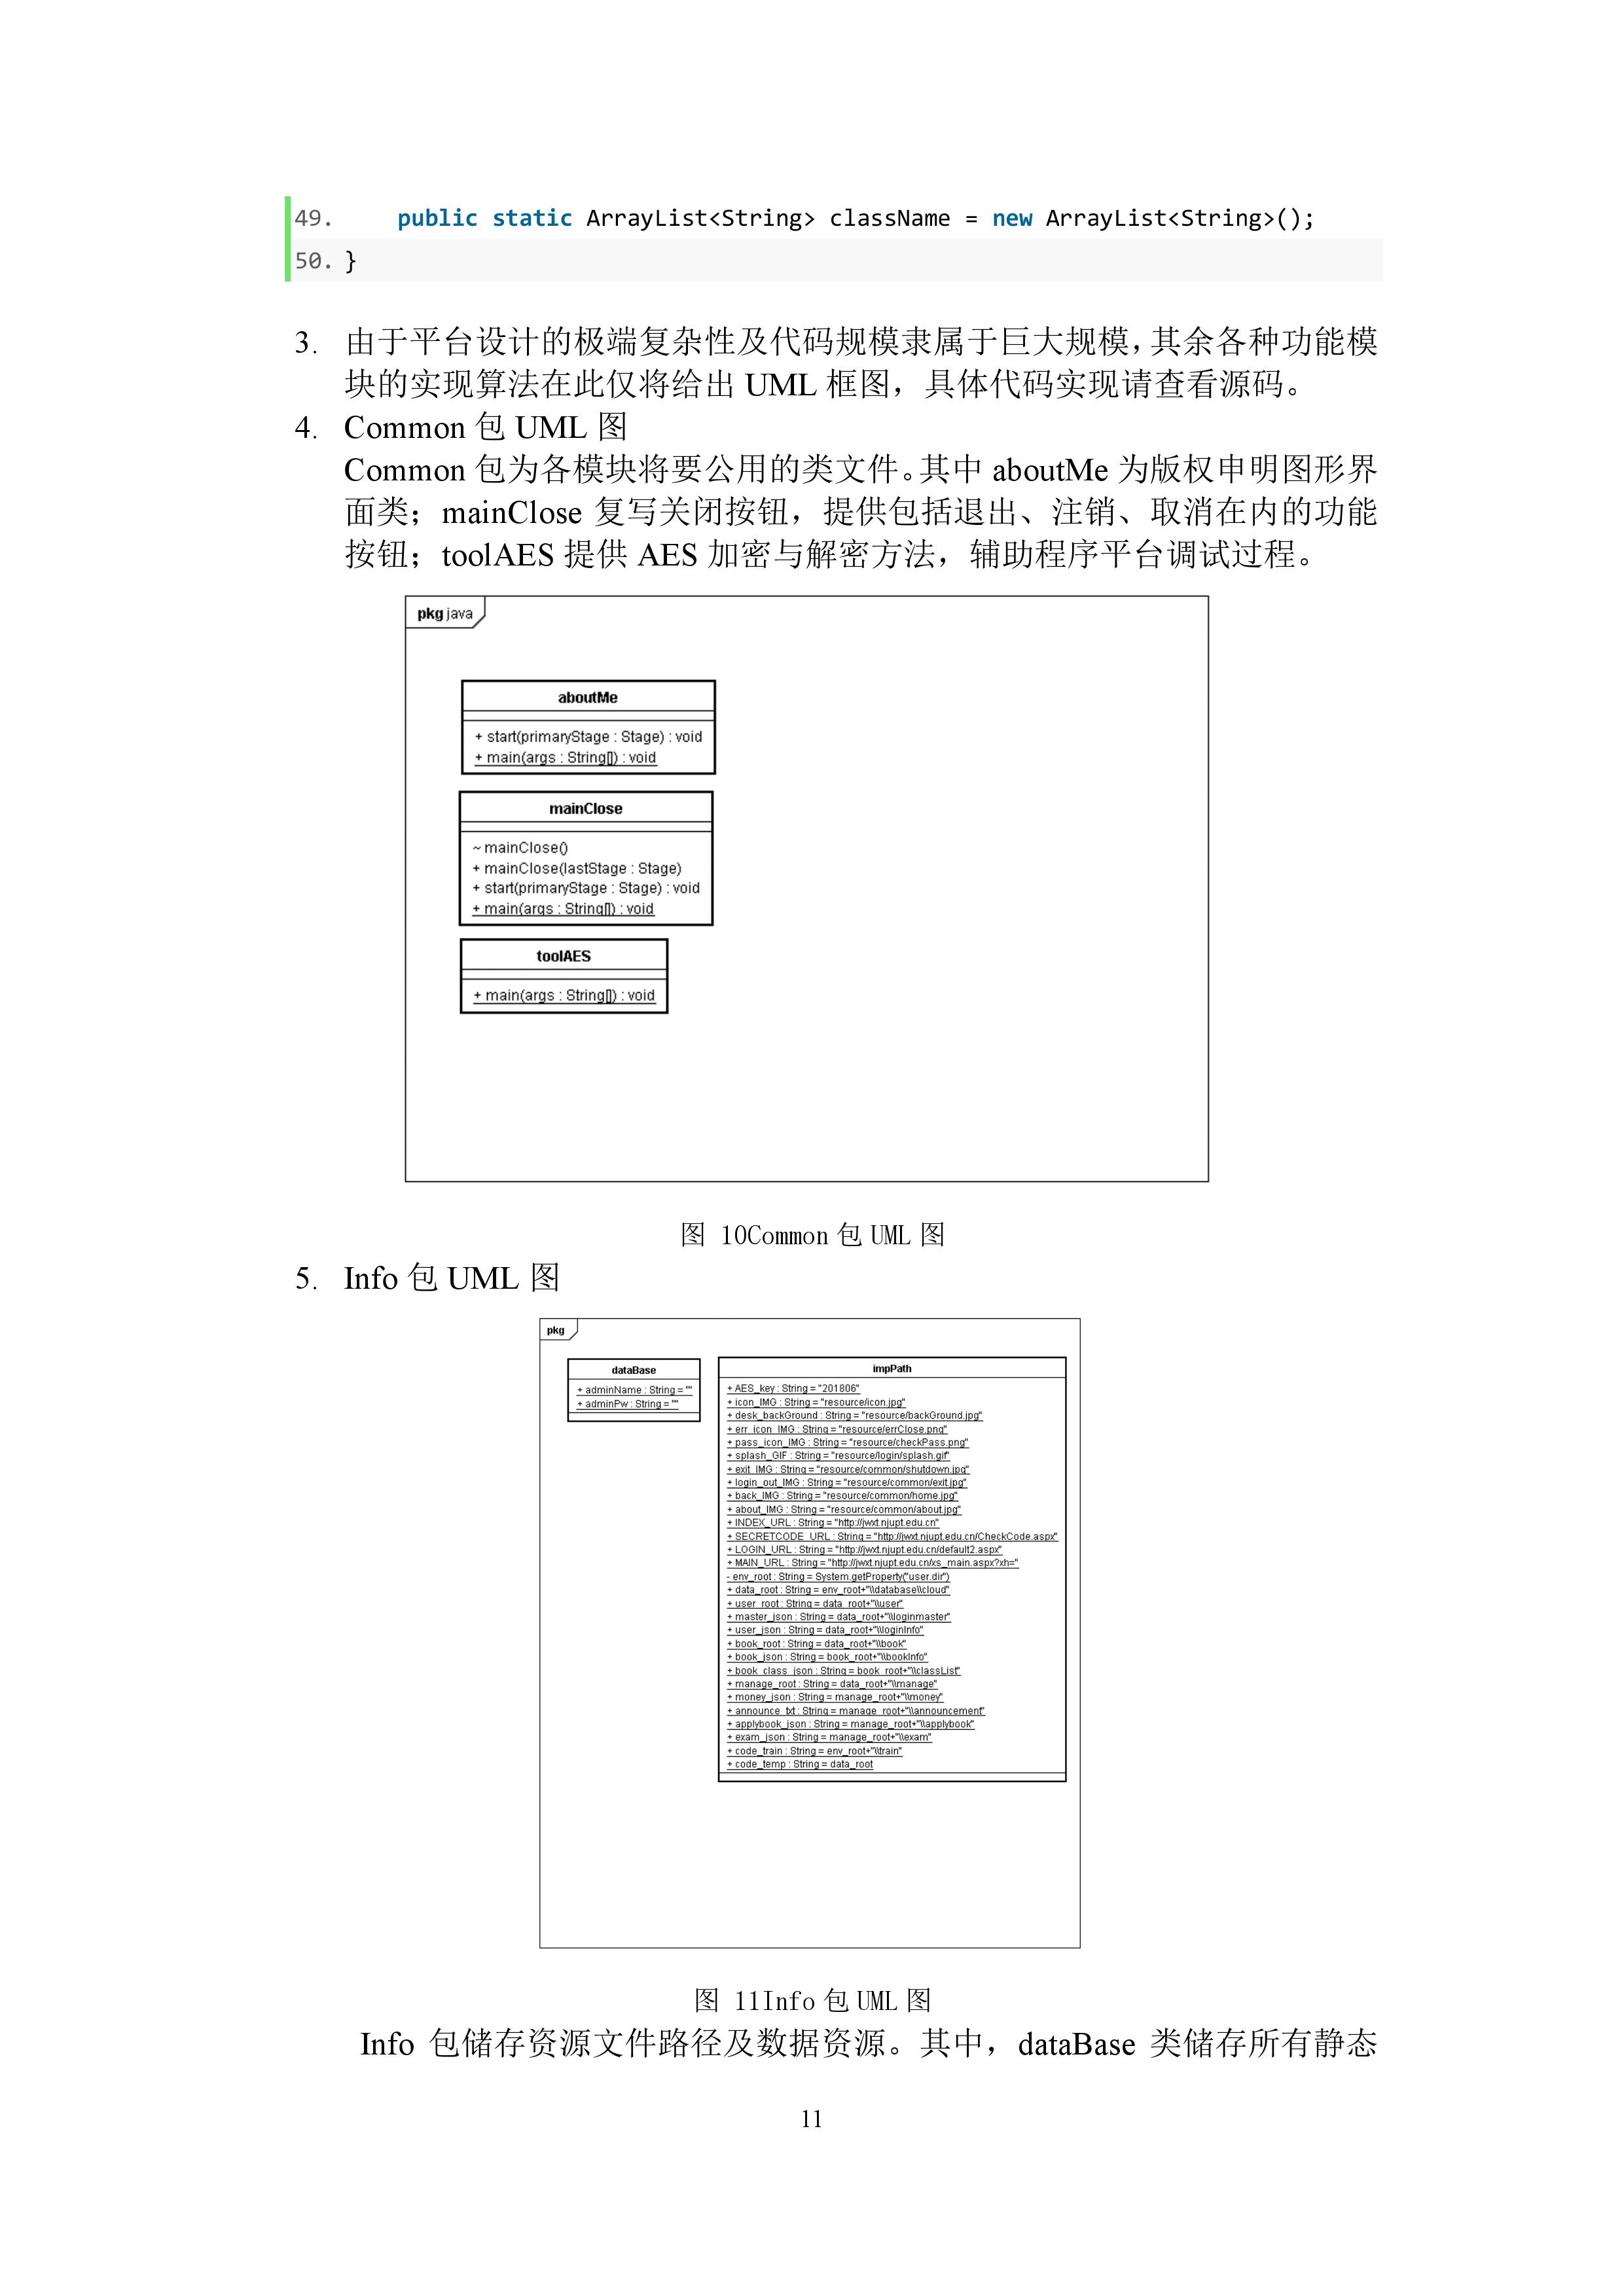 49. public static ArrayList<String> className = new ArrayList<String>();
50. }
3. 由于平台设计的极端复杂性及代码规模隶属于巨大规模，其余各种功能模
块的实现算法在此仅将给出 UML 框图，具体代码实现请查看源码。
4. Common 包 UML 图
Common 包为各模块将要公用的类文件。其中 aboutMe 为版权申明图形界
面类；mainClose 复写关闭按钮，提供包括退出、注销、取消在内的功能
按钮；toolAES 提供 AES 加密与解密方法，辅助程序平台调试过程。
pkg java
aboutMe
+ start(primaryStage : Stage) : void
+ main(args : String[]) : void
mainClose
~ mainClose()
+ mainClose(lastStage : Stage)
+ start(primaryStage : Stage) : void
+ main(args : String[]) : void
toolAES
+ main(args : String[]) : void
图 10Common 包 UML 图
5. Info 包 UML 图
pkg
dataBase
+ adminName : String = ""
+ adminPw : String = ""
impPath
+ AES_key : String = "201806"
+ icon_IMG : String = "resource/icon.jpg"
+ desk_backGround : String = "resource/backGround.jpg"
+ err_icon_IMG : String = "resource/errClose.png"
+ pass_icon_IMG : String = "resource/checkPass.png"
+ splash_GIF : String = "resource/login/splash.gif"
+ exit_IMG : String = "resource/common/shutdown.jpg"
+ login_out_IMG : String = "resource/common/exit.jpg"
+ back_IMG : String = "resource/common/home.jpg"
+ about_IMG : String = "resource/common/about.jpg"
+ INDEX_URL : String = "http://jwxt.njupt.edu.cn"
+ SECRETCODE_URL : String = "http://jwxt.njupt.edu.cn/CheckCode.aspx"
+ LOGIN_URL : String = "http://jwxt.njupt.edu.cn/default2.aspx"
+ MAIN_URL : String = "http://jwxt.njupt.edu.cn/xs_main.aspx?xh="
- env_root : String = System.getProperty("user.dir")
+ data_root : String = env_root+"\\database\\cloud"
+ user_root : String = data_root+"\\user"
+ master_json : String = data_root+"\\loginmaster"
+ user_json : String = data_root+"\\loginInfo"
+ book_root : String = data_root+"\\book"
+ book_json : String = book_root+"\\bookInfo"
+ book_class_json : String = book_root+"\\classList"
+ manage_root : String = data_root+"\\manage"
+ money_json : String = manage_root+"\\money"
+ announce_txt : String = manage_root+"\\announcement"
+ applybook_json : String = manage_root+"\\applybook"
+ exam_json : String = manage_root+"\\exam"
+ code_train : String = env_root+"\\train"
+ code_temp : String = data_root
图 11Info 包 UML 图
Info 包储存资源文件路径及数据资源。其中，dataBase 类储存所有静态
11